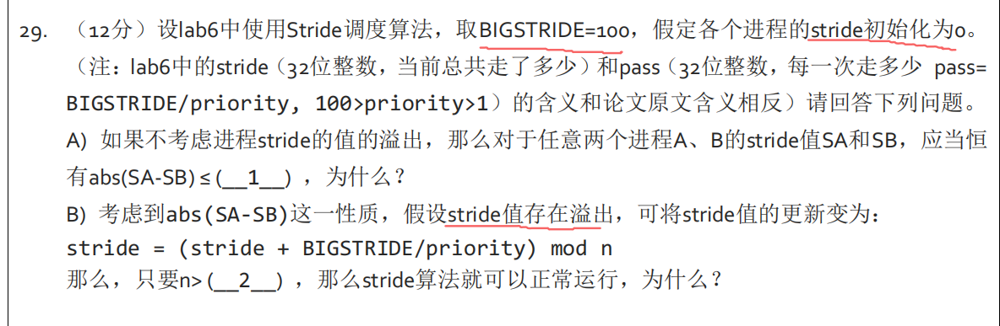 29. （12分）设lab6中使用Stride调度算法，取BIGSTRIDE=100，假定各个进程的stride初始化为0。
（注：lab6中的stride（32位整数，当前总共走了多少）和pass（32位整数，每一次走多少 pass=
BIGSTRIDE/priority, 100>priority>1）的含义和论文原文含义相反）请回答下列问题。
A) 如果不考虑进程stride的值的溢出，那么对于任意两个进程A、B的stride值SA和SB，应当恒
有abs(SA-SB)≤(__1__) ，为什么？
B) 考虑到abs(SA-SB)这一性质，假设stride值存在溢出，可将stride值的更新变为：
stride = (stride + BIGSTRIDE/priority) mod n
那么，只要n>(__2__) ，那么stride算法就可以正常运行，为什么？